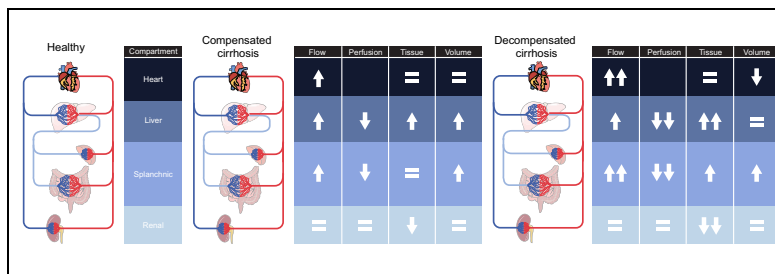 Healthy
Compartment
Heart
Liver
Splanchnic
Renal
Compensated
cirrhosis
Flow Perfusion Tissue Volume
Decompensated
cirrhosis
Flow Perfusion Tissue Volume